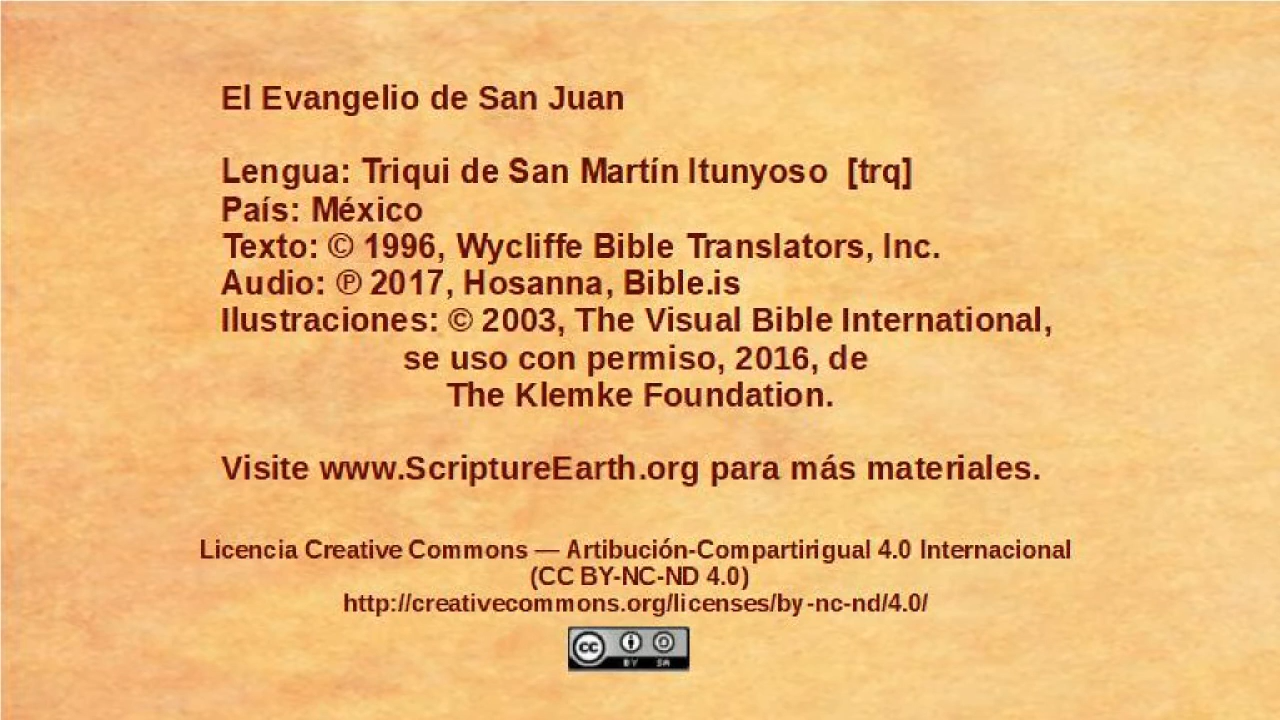 El Evangelio de San Juan
Lengua: Triqui de San Martín Itunyoso [trq]
País: México
Texto: © 1996, Wycliffe Bible Translators, Inc.
Audio: ℗ 2017, Hosanna, Bible.is
Ilustraciones: © 2003, The Visual Bible International,
se uso con permiso, 2016, de
The Klemke Foundation.
Visite www.ScriptureEarth.org para más materiales.
Licencia Creative Commons — Artibución-Compartirigual 4.0 Internacional
(CC BY-NC-ND 4.0)
http://creativecommons.org/licenses/by-nc-nd/4.0/
cc BY SA